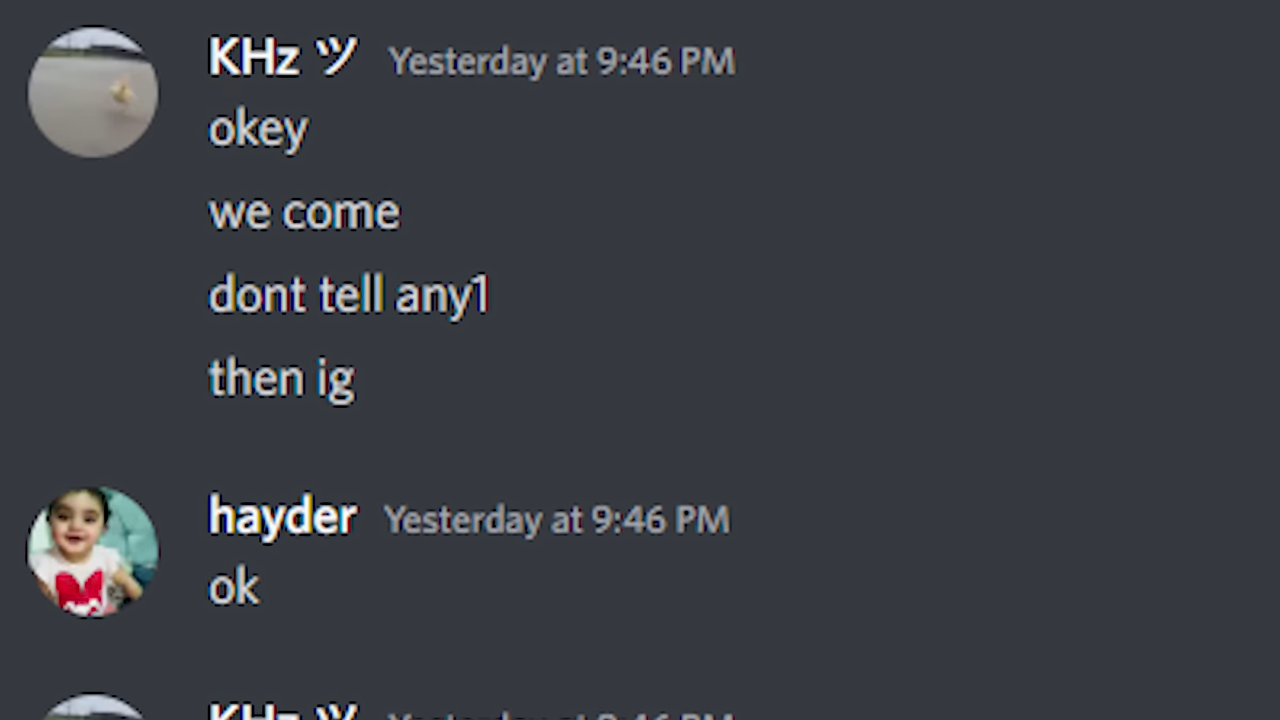 KHz ツ Yesterday at 9:46 PM
okey
we come
dont tell any1
then ig
hayder Yesterday at 9:46 PM
ok
KHz ツ Yesterday at 9:46 PM